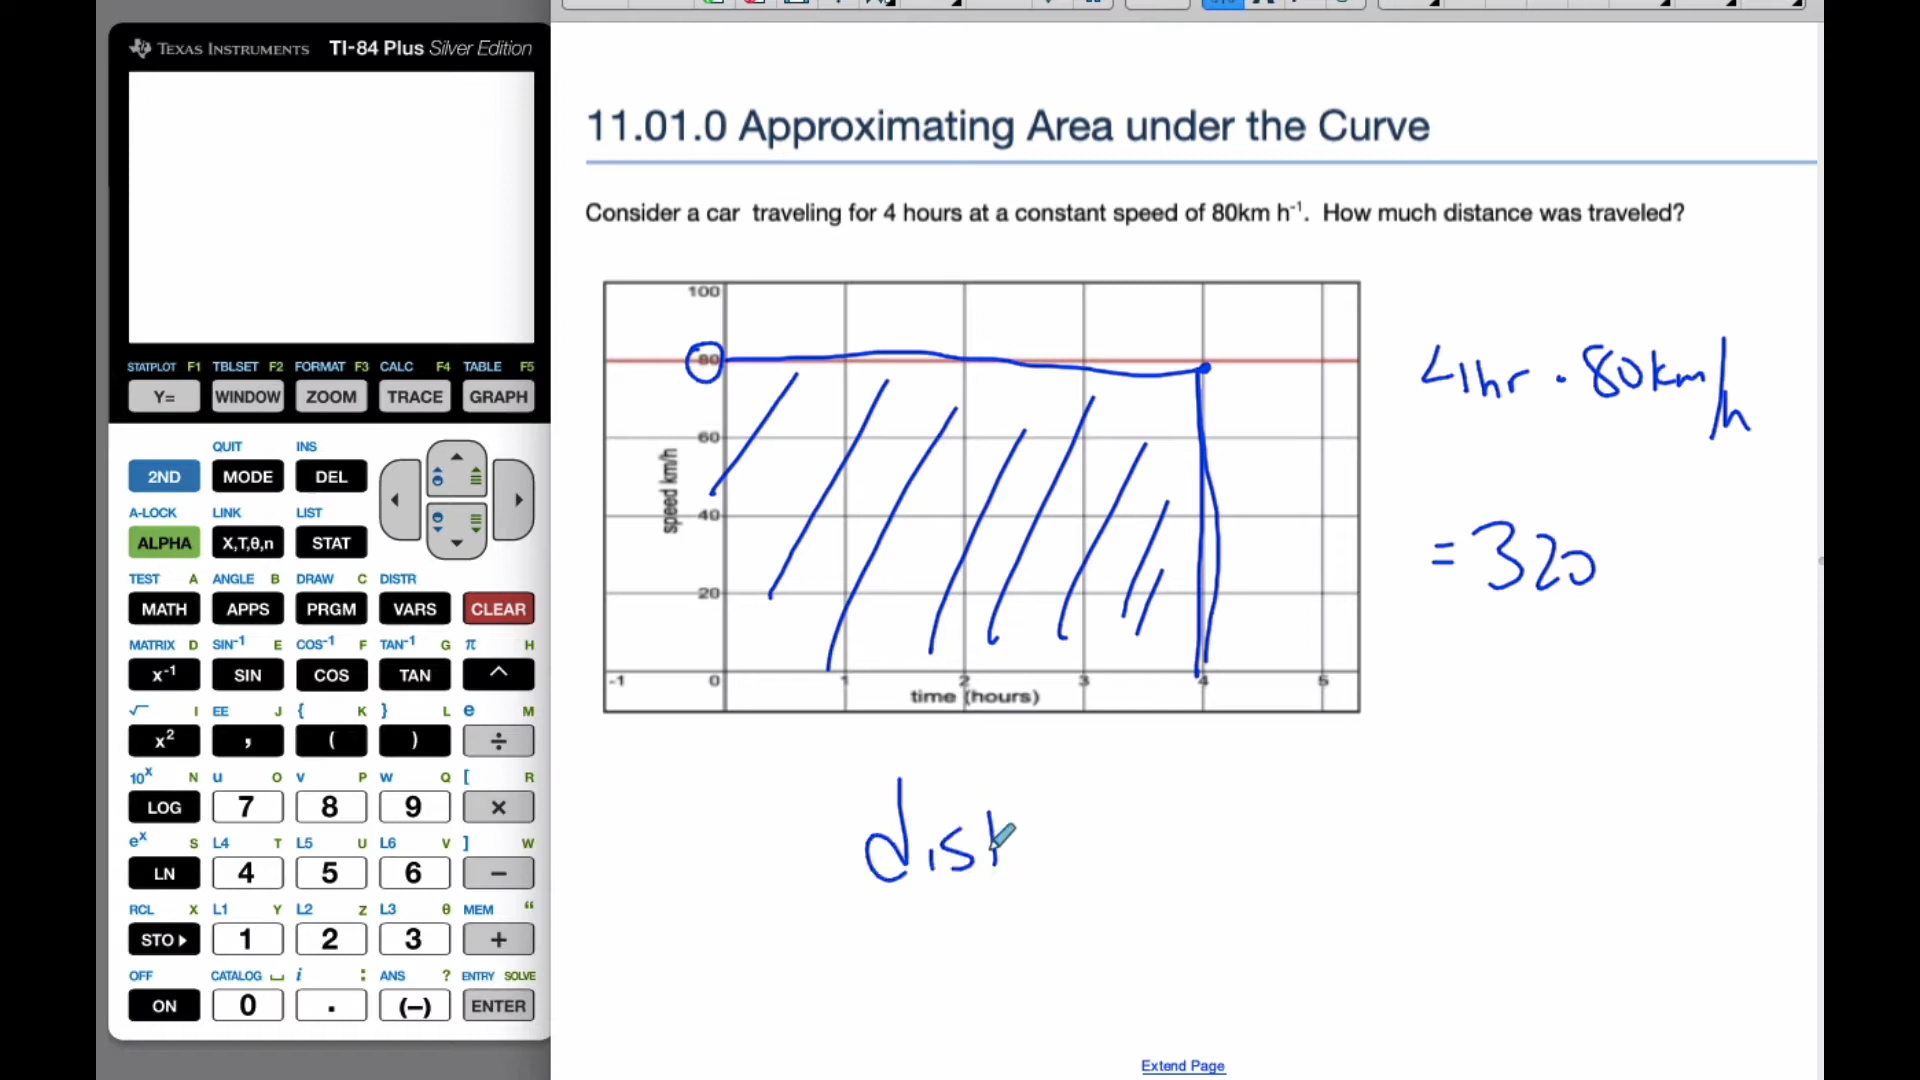 TEXAS INSTRUMENTS TI-84 Plus Silver Edition
STATPLOT F1 TBLSET F2 FORMAT F3 CALC F4 TABLE F5
Y= WINDOW ZOOM TRACE GRAPH
QUIT INS
2ND MODE DEL
A-LOCK LINK LIST
ALPHA X,T,θ,n STAT
TEST A ANGLE B DRAW C DISTR
MATH APPS PRGM VARS CLEAR
MATRIX D SIN-1 E COS-1 F TAN-1 G π H
x-1 SIN COS TAN ^
√ I EE J { K } L e M
x2 , ( ) ÷
10x N u O v P w Q [ R
LOG 7 8 9 ×
ex S L4 T L5 U L6 V ] W
LN 4 5 6 −
RCL X L1 Y L2 Z L3 θ MEM “
STO 1 2 3 +
OFF CATALOG i : ANS ? ENTRY SOLVE
ON 0 . (−) ENTER
11.01.0 Approximating Area under the Curve
Consider a car traveling for 4 hours at a constant speed of 80km h-1. How much distance was traveled?
100
80
60
40
20
speed km/h
-1 0 1 2 3 4 5
time (hours)
4hr · 80km/h
= 320
dist
Extend Page